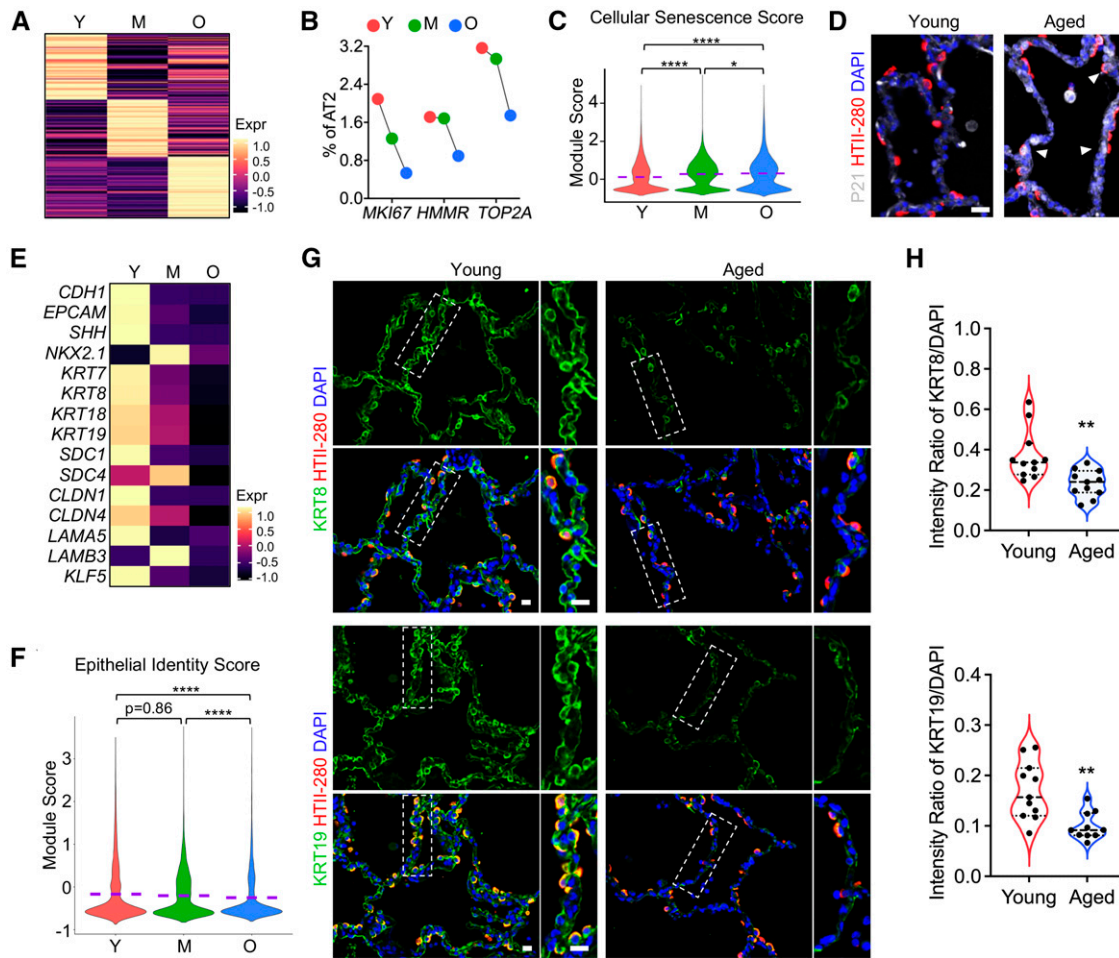 A
Y M O
Expr
1.0
0.5
0.0
-0.5
-1.0
B
Y M O
% of AT2
3.2
2.4
1.6
0.8
0.0
MKI67 HMMR TOP2A
C
Cellular Senescence Score
****
**** *
Module Score
4
2
0
Y M O
D
Young Aged
P21 HTII-280 DAPI
E
Y M O
CDH1
EPCAM
SHH
NKX2.1
KRT7
KRT8
KRT18
KRT19
SDC1
SDC4
CLDN1
CLDN4
LAMA5
LAMB3
KLF5
Expr
1.0
0.5
0.0
-0.5
-1.0
F
Epithelial Identity Score
****
p=0.86 ****
Module Score
3
2
1
0
-1
Y M O
G
Young Aged
KRT8 HTII-280 DAPI
KRT19 HTII-280 DAPI
H
Intensity Ratio of KRT8/DAPI
1.0
0.8
0.6
0.4
0.2
0.0
**
Young Aged
Intensity Ratio of KRT19/DAPI
0.4
0.3
0.2
0.1
0.0
**
Young Aged